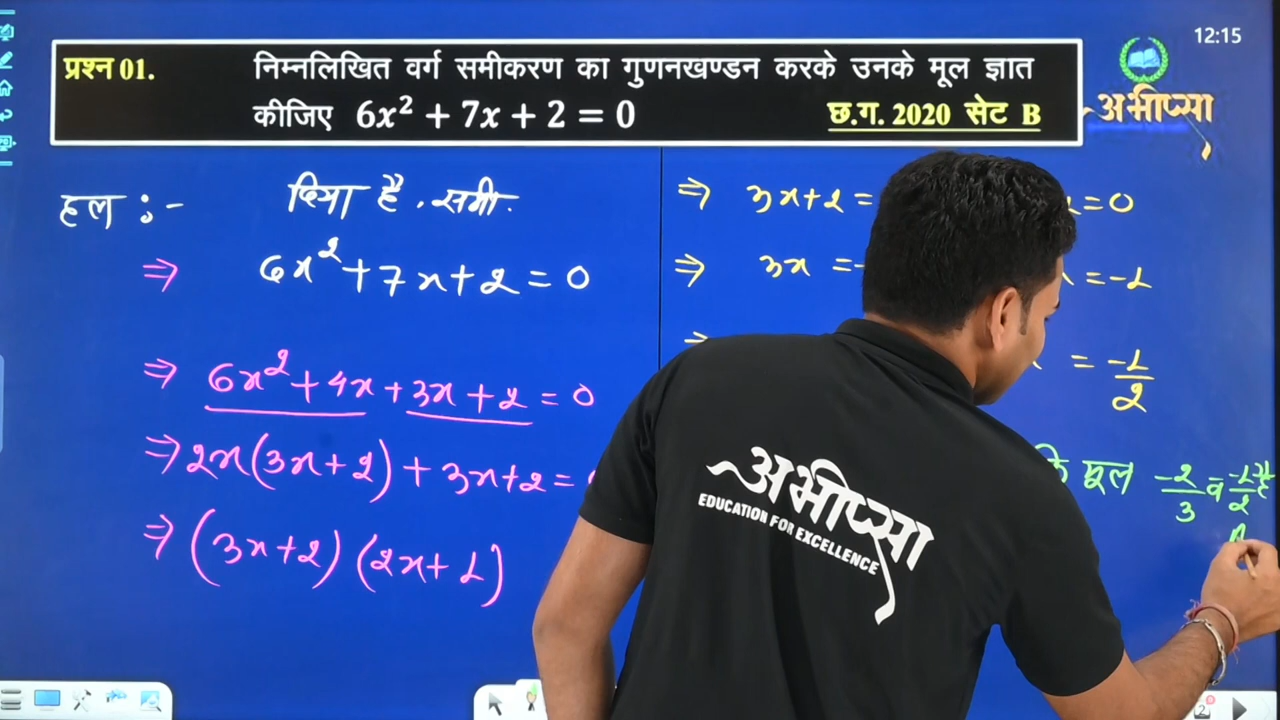 12:15
प्रश्न 01. निम्नलिखित वर्ग समीकरण का गुणनखण्डन करके उनके मूल ज्ञात
कीजिए 6x² + 7x + 2 = 0 छ.ग. 2020 सेट B
अभीप्सा
हल :- दिया है . समी.
⇒ 6x²+7x+2=0
⇒ 6x²+4x+3x+2=0
⇒ 2x(3x+2)+3x+2=
⇒ (3x+2)(2x+1)
⇒ 3x+2= =0
⇒ 3x =- =-1
= -1/2
मूल -2/3 व -1/2
अभीप्सा
EDUCATION FOR EXCELLENCE